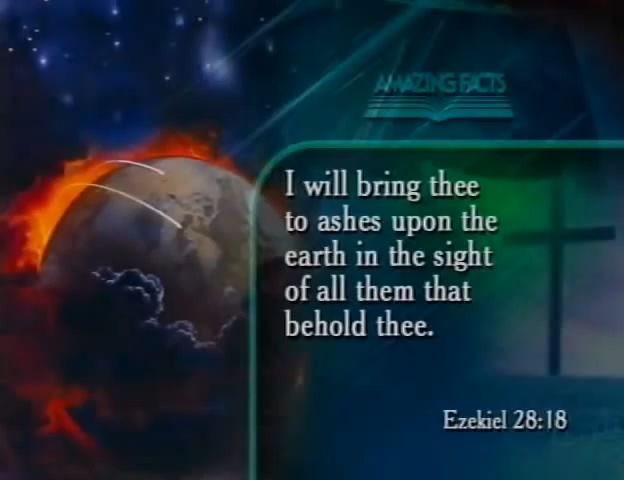 AMAZING FACTS
I will bring thee
to ashes upon the
earth in the sight
of all them that
behold thee.
Ezekiel 28:18